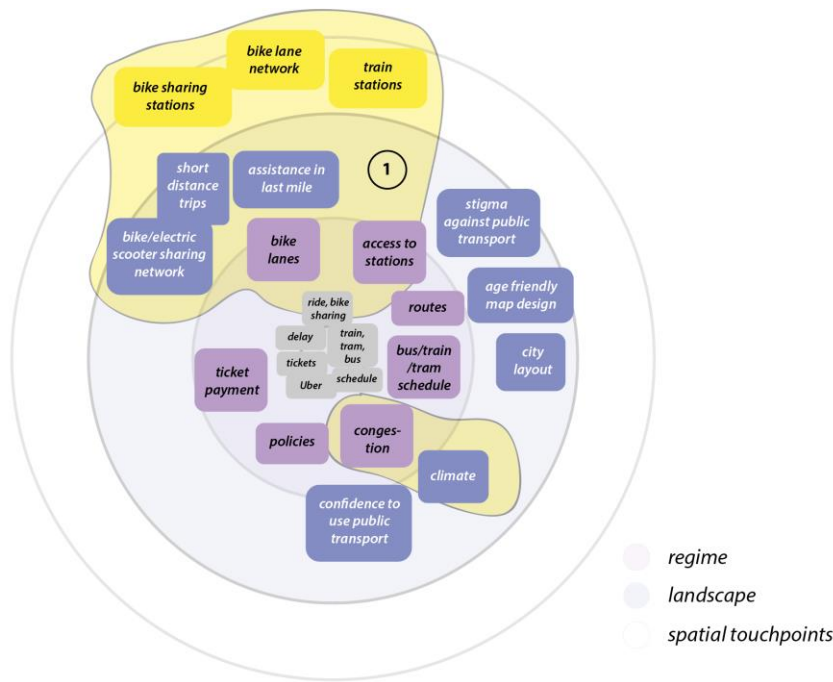 bike lane
network
train
stations
bike sharing
stations
short
distance
trips
assistance in
last mile
1
stigma
against public
transport
bike/electric
scooter sharing
network
bike
lanes
access to
stations
age friendly
map design
ride, bike
sharing
routes
delay
train,
tram,
bus
city
layout
bus/train
/tram
schedule
ticket
payment
tickets
Uber
schedule
policies
conges-
tion
climate
confidence to
use public
transport
regime
landscape
spatial touchpoints